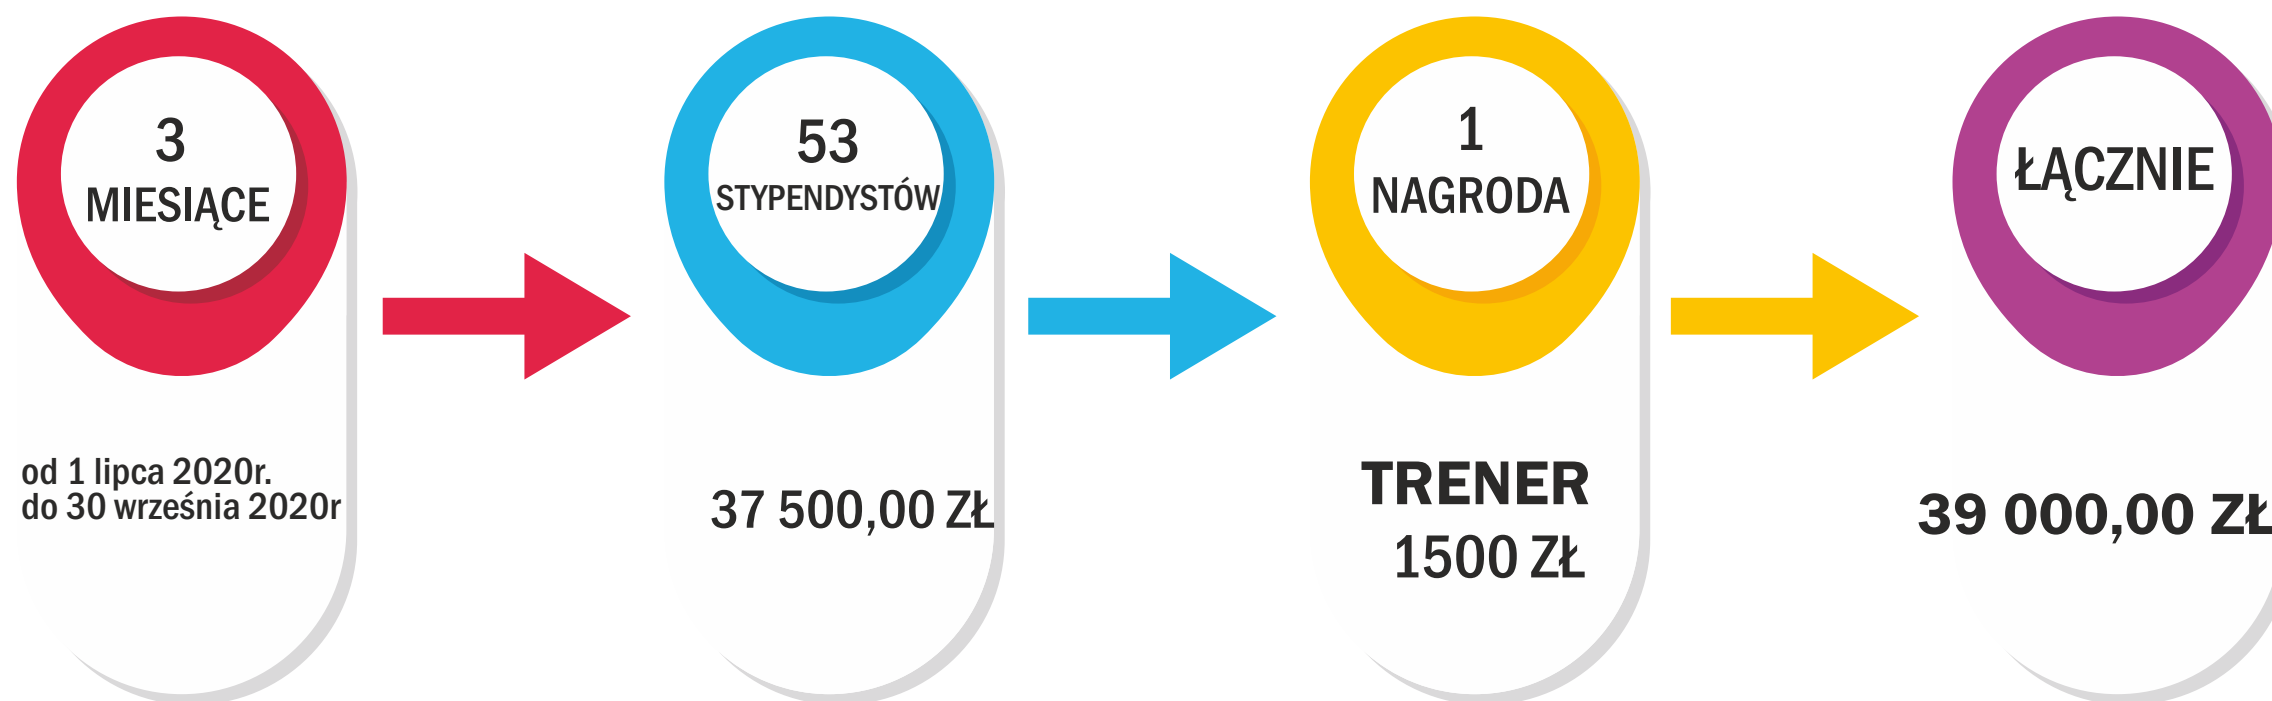 3
MIESIĄCE
od 1 lipca 2020r.
do 30 września 2020r
53
STYPENDYSTÓW
37 500,00 ZŁ
1
NAGRODA
TRENER
1500 ZŁ
ŁĄCZNIE
39 000,00 ZŁ